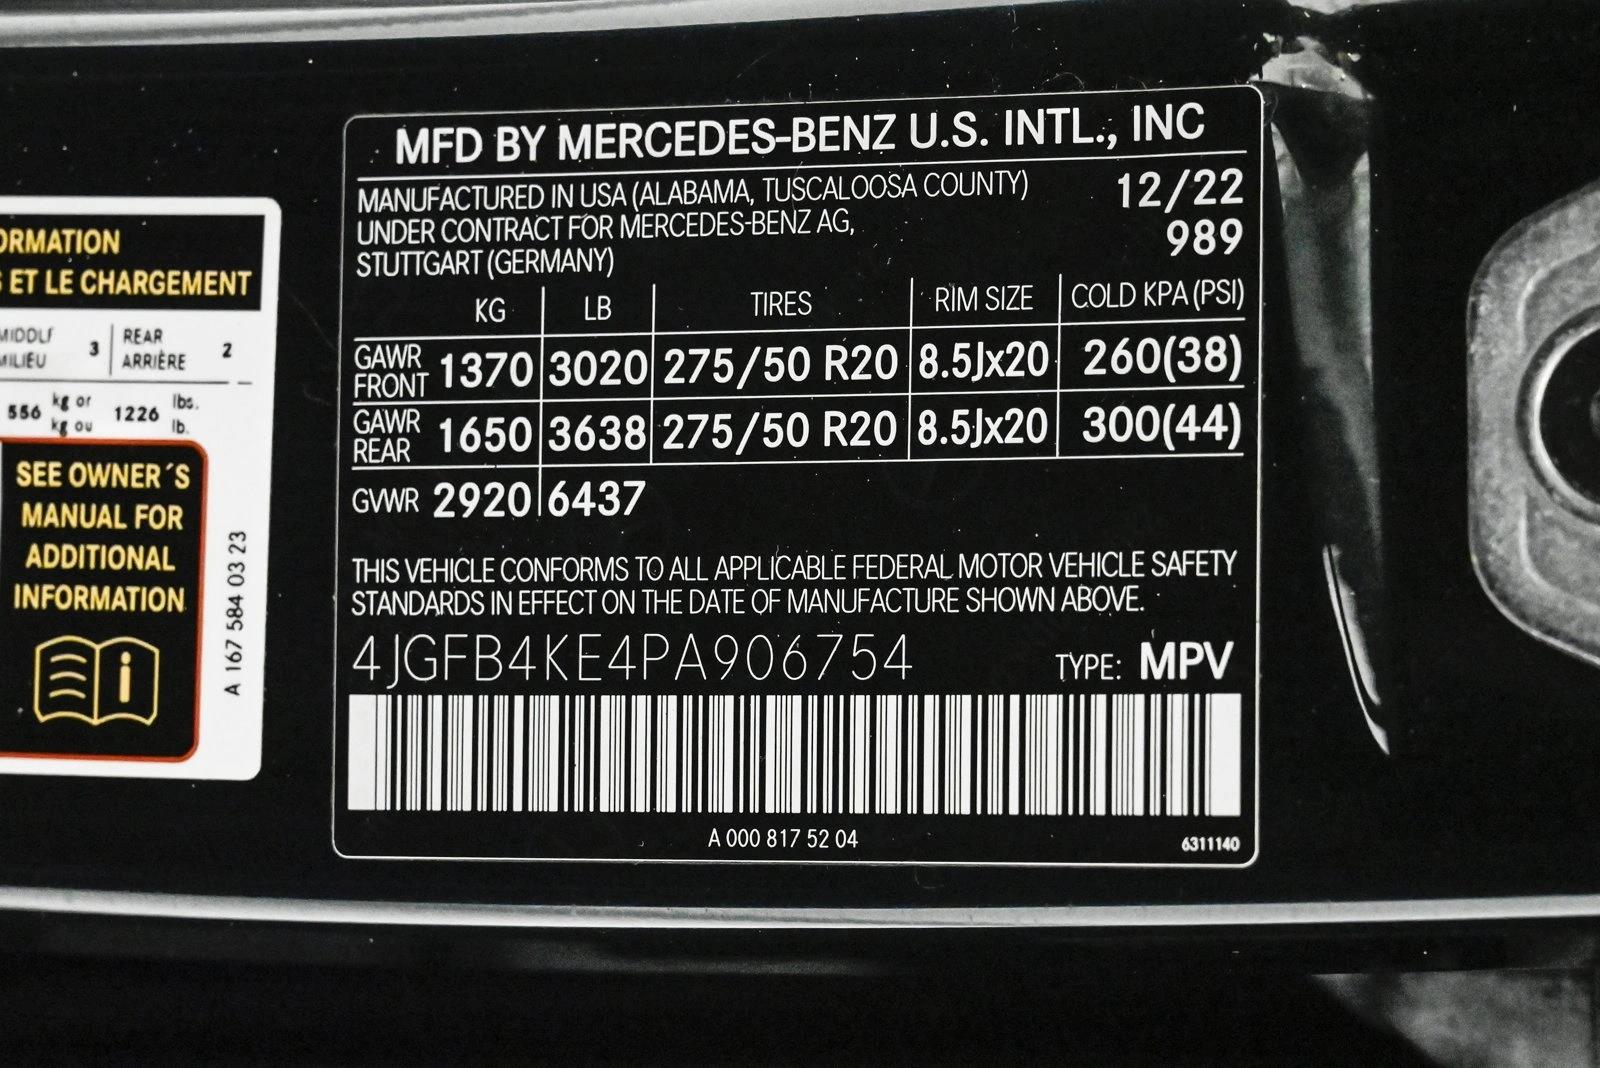 ORMATION
S ET LE CHARGEMENT
MIDDLE 3 REAR 2
MILIEU ARRIÈRE
556 kg or 1226 lbs.
kg ou lb.
SEE OWNER´S
MANUAL FOR
ADDITIONAL
INFORMATION
i
A 167 584 03 23
MFD BY MERCEDES-BENZ U.S. INTL., INC
MANUFACTURED IN USA (ALABAMA, TUSCALOOSA COUNTY) 12/22
UNDER CONTRACT FOR MERCEDES-BENZ AG, 989
STUTTGART (GERMANY)
KG LB TIRES RIM SIZE COLD KPA (PSI)
GAWR FRONT 1370 3020 275/50 R20 8.5Jx20 260(38)
GAWR REAR 1650 3638 275/50 R20 8.5Jx20 300(44)
GVWR 2920 6437
THIS VEHICLE CONFORMS TO ALL APPLICABLE FEDERAL MOTOR VEHICLE SAFETY
STANDARDS IN EFFECT ON THE DATE OF MANUFACTURE SHOWN ABOVE.
4JGFB4KE4PA906754 TYPE: MPV
A 000 817 52 04 6311140